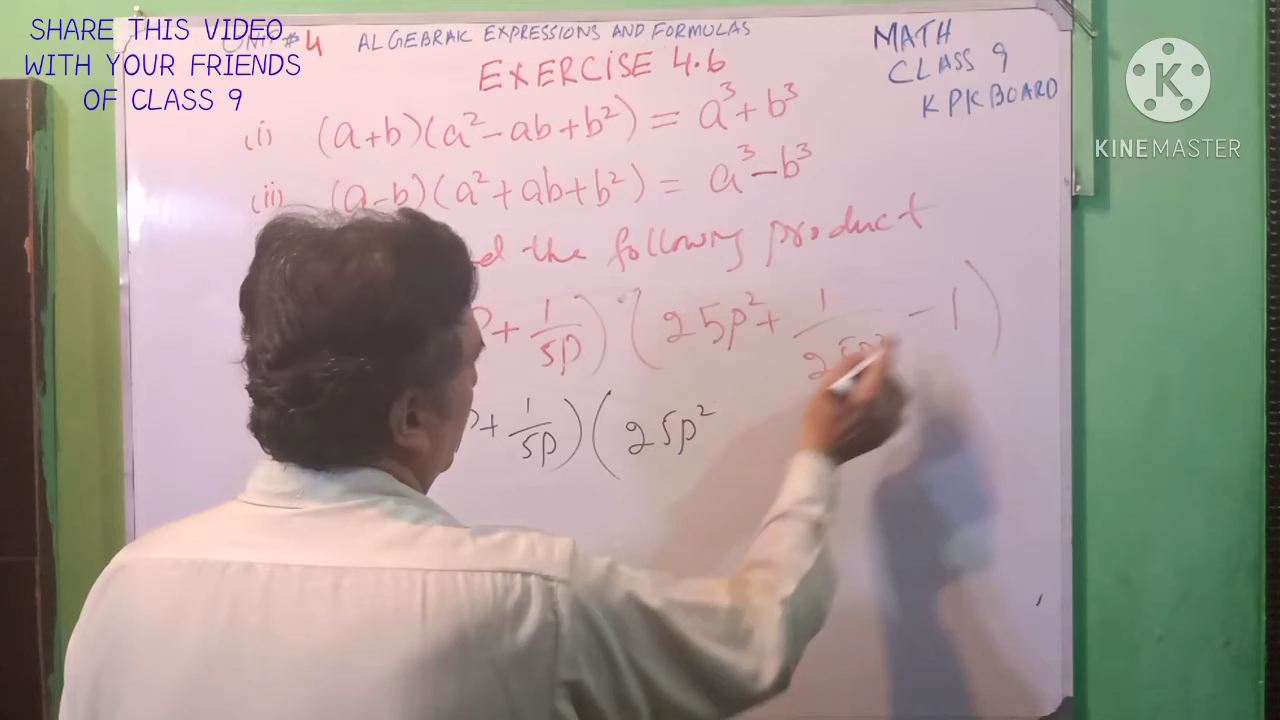 SHARE THIS VIDEO
WITH YOUR FRIENDS
OF CLASS 9
UNIT # 4 ALGEBRAK EXPRESSIONS AND FORMULAS
MATH
CLASS 9
KPK BOARD
EXERCISE 4.6
K
KINEMASTER
(i) (a+b)(a²-ab+b²) = a³+b³
(ii) (a-b)(a²+ab+b²) = a³-b³
the following product
+ 1/5p) (25p² + 1/25p² - 1)
+ 1/5p) (25p²